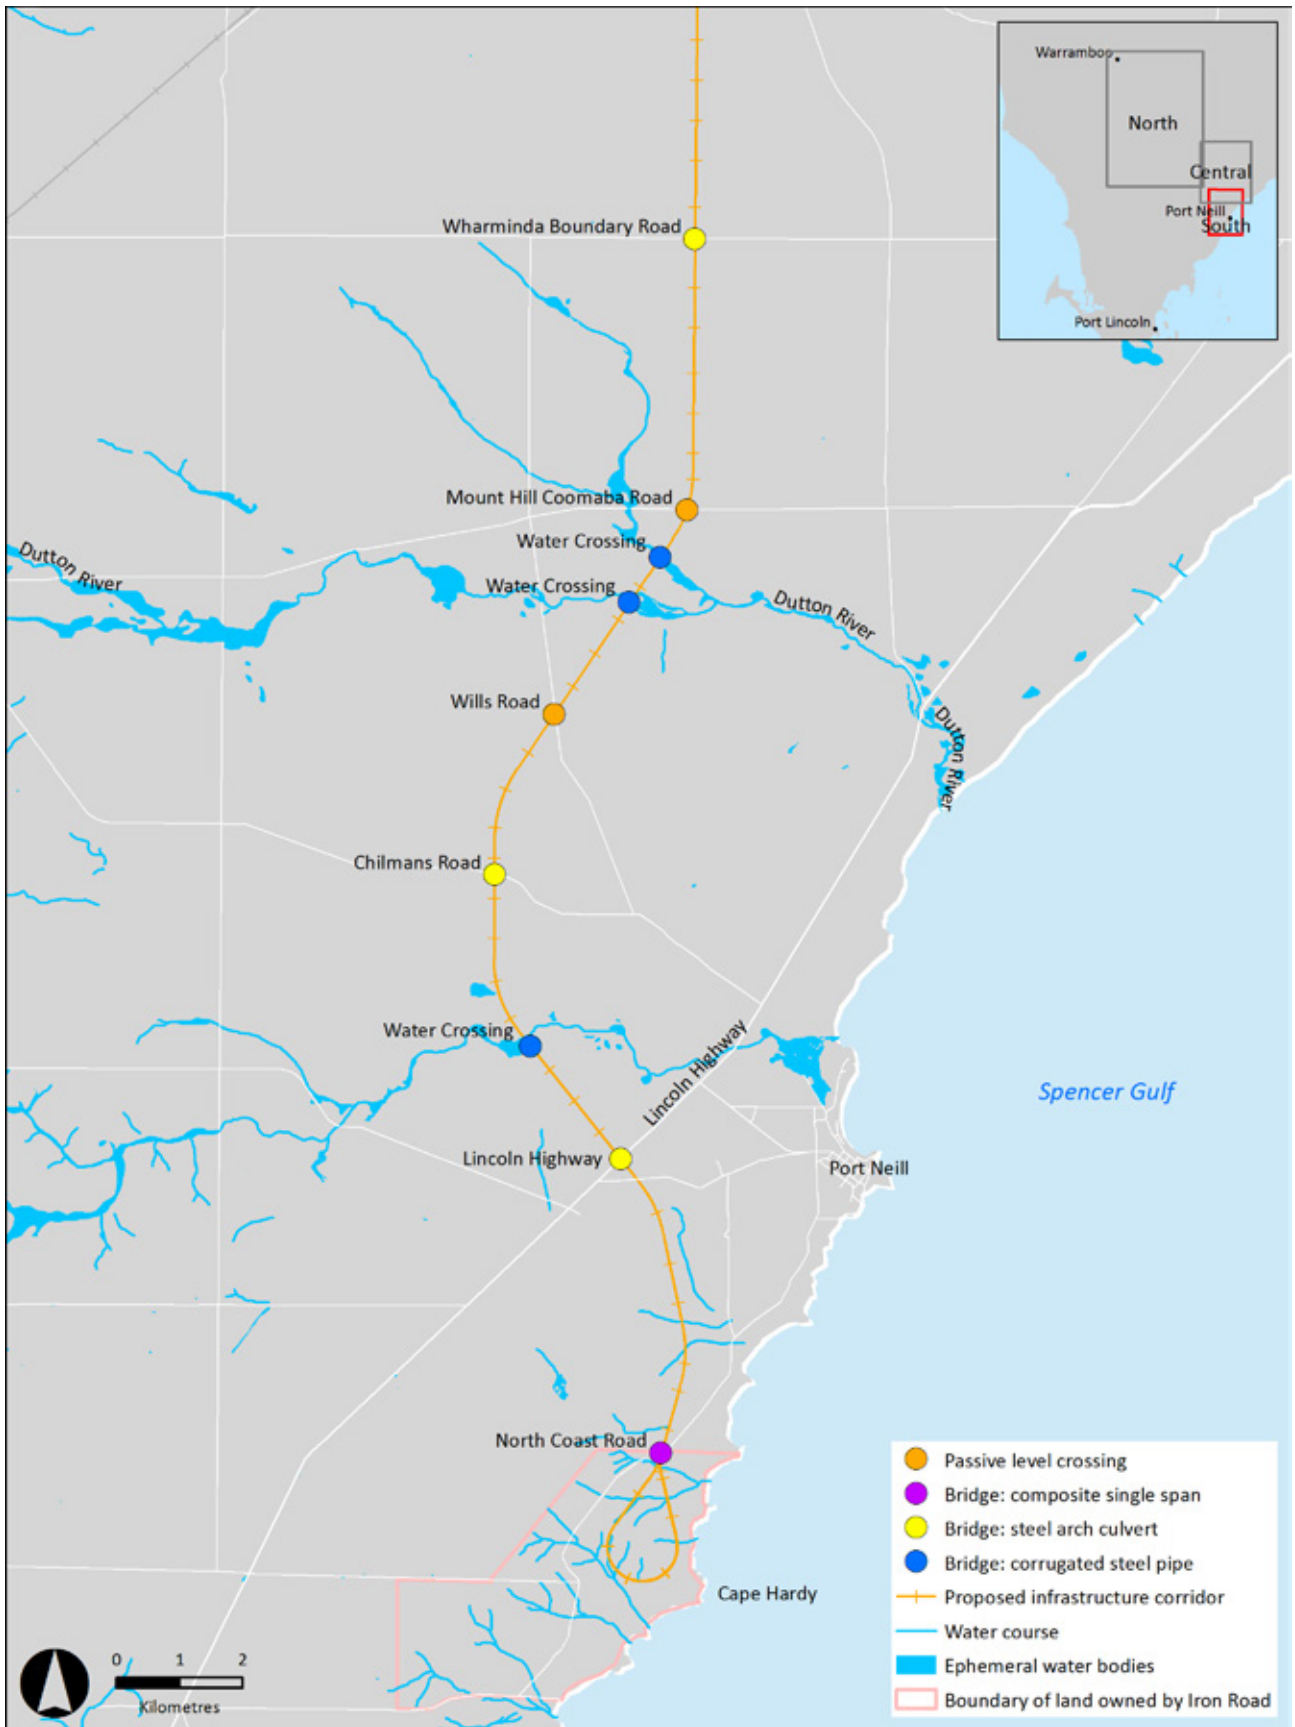 Warramboo
North
Central
Port Neill
South
Port Lincoln
Wharminda Boundary Road
Mount Hill Coomaba Road
Water Crossing
Dutton River
Water Crossing
Dutton River
Wills Road
Dutton River
Chilmans Road
Water Crossing
Lincoln Highway
Spencer Gulf
Lincoln Highway
Port Neill
North Coast Road
Cape Hardy
Passive level crossing
Bridge: composite single span
Bridge: steel arch culvert
Bridge: corrugated steel pipe
Proposed infrastructure corridor
Water course
Ephemeral water bodies
Boundary of land owned by Iron Road
0 1 2
Kilometres